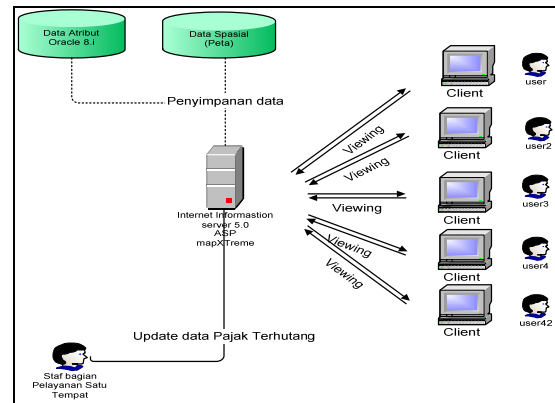 Data Atribut
Oracle 8.i
Data Spasial
(Peta)
Penyimpanan data
Internet Informastion
server 5.0
ASP
mapXTreme
Viewing
Viewing
Viewing
Viewing
Viewing
Client
user
Client
user2
Client
user3
Client
user4
Client
user42
Update data Pajak Terhutang
Staf bagian
Pelayanan Satu
Tempat